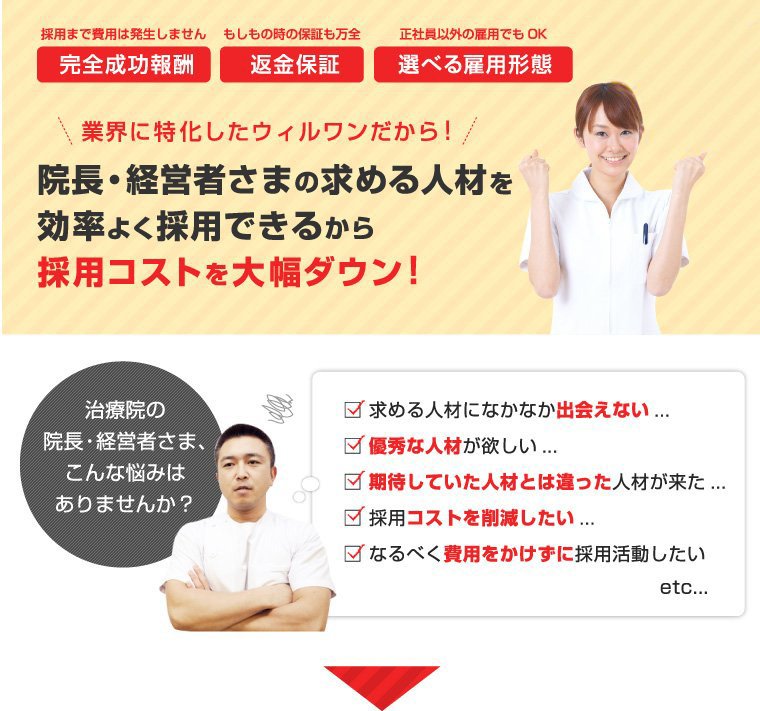 採用まで費用は発生しません もしもの時の保証も万全 正社員以外の雇用でもOK
完全成功報酬 返金保証 選べる雇用形態
業界に特化したウィルワンだから!
院長・経営者さまの求める人材を
効率よく採用できるから
採用コストを大幅ダウン!
治療院の
院長・経営者さま、
こんな悩みは
ありませんか?
求める人材になかなか出会えない...
優秀な人材が欲しい...
期待していた人材とは違った人材が来た...
採用コストを削減したい...
なるべく費用をかけずに採用活動したい
etc...